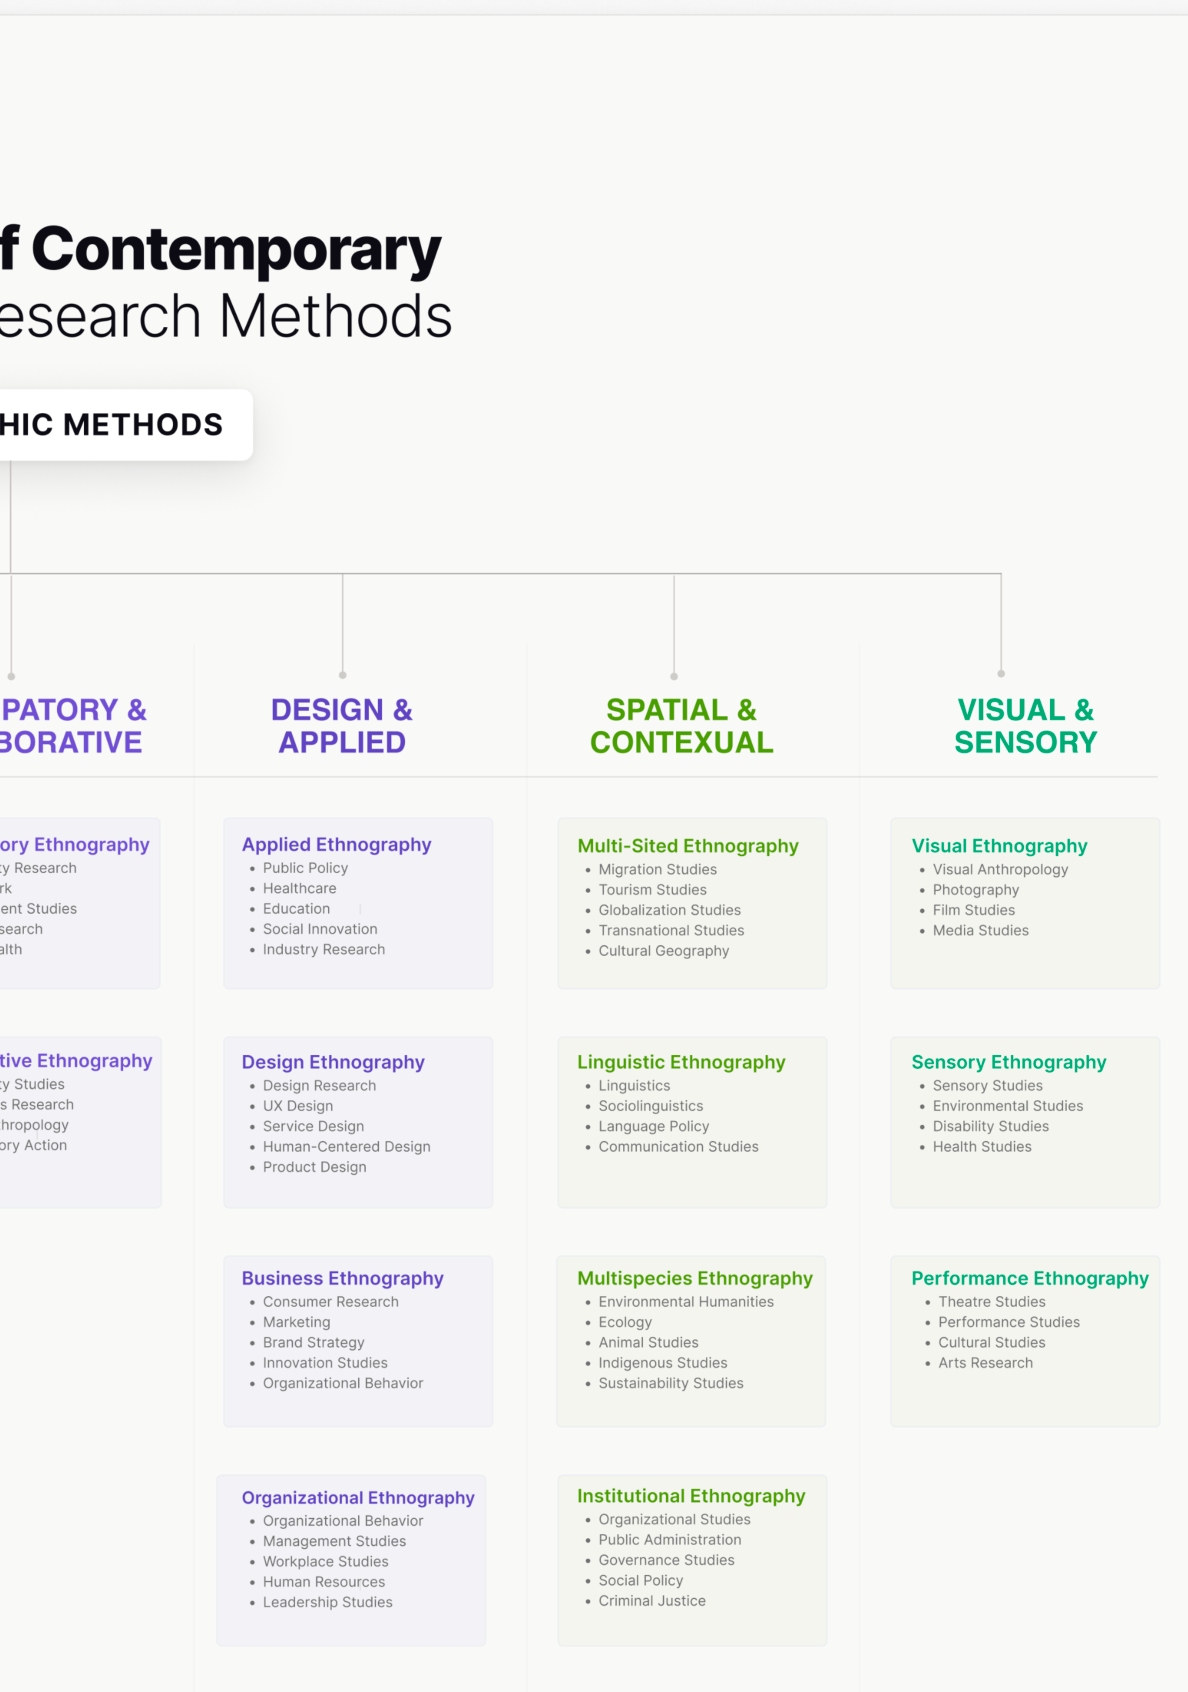 f Contemporary
esearch Methods
HIC METHODS
PATORY &
BORATIVE
ory Ethnography
ty Research
rk
ent Studies
search
alth
tive Ethnography
ty Studies
s Research
thropology
ory Action
DESIGN &
APPLIED
Applied Ethnography
• Public Policy
• Healthcare
• Education
• Social Innovation
• Industry Research
Design Ethnography
• Design Research
• UX Design
• Service Design
• Human-Centered Design
• Product Design
Business Ethnography
• Consumer Research
• Marketing
• Brand Strategy
• Innovation Studies
• Organizational Behavior
Organizational Ethnography
• Organizational Behavior
• Management Studies
• Workplace Studies
• Human Resources
• Leadership Studies
SPATIAL &
CONTEXUAL
Multi-Sited Ethnography
• Migration Studies
• Tourism Studies
• Globalization Studies
• Transnational Studies
• Cultural Geography
Linguistic Ethnography
• Linguistics
• Sociolinguistics
• Language Policy
• Communication Studies
Multispecies Ethnography
• Environmental Humanities
• Ecology
• Animal Studies
• Indigenous Studies
• Sustainability Studies
Institutional Ethnography
• Organizational Studies
• Public Administration
• Governance Studies
• Social Policy
• Criminal Justice
VISUAL &
SENSORY
Visual Ethnography
• Visual Anthropology
• Photography
• Film Studies
• Media Studies
Sensory Ethnography
• Sensory Studies
• Environmental Studies
• Disability Studies
• Health Studies
Performance Ethnography
• Theatre Studies
• Performance Studies
• Cultural Studies
• Arts Research